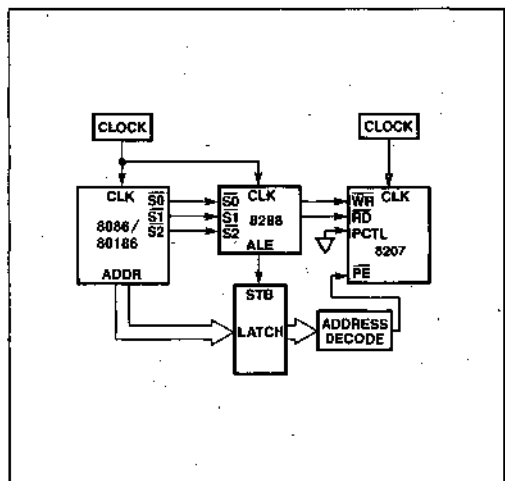 CLOCK
CLOCK
CLK
S0
S1
S2
8086/
80186
ADDR
CLK
S0
S1
S2
8288
ALE
CLK
WR
RD
PCTL
8207
PE
STB
LATCH
ADDRESS
DECODE